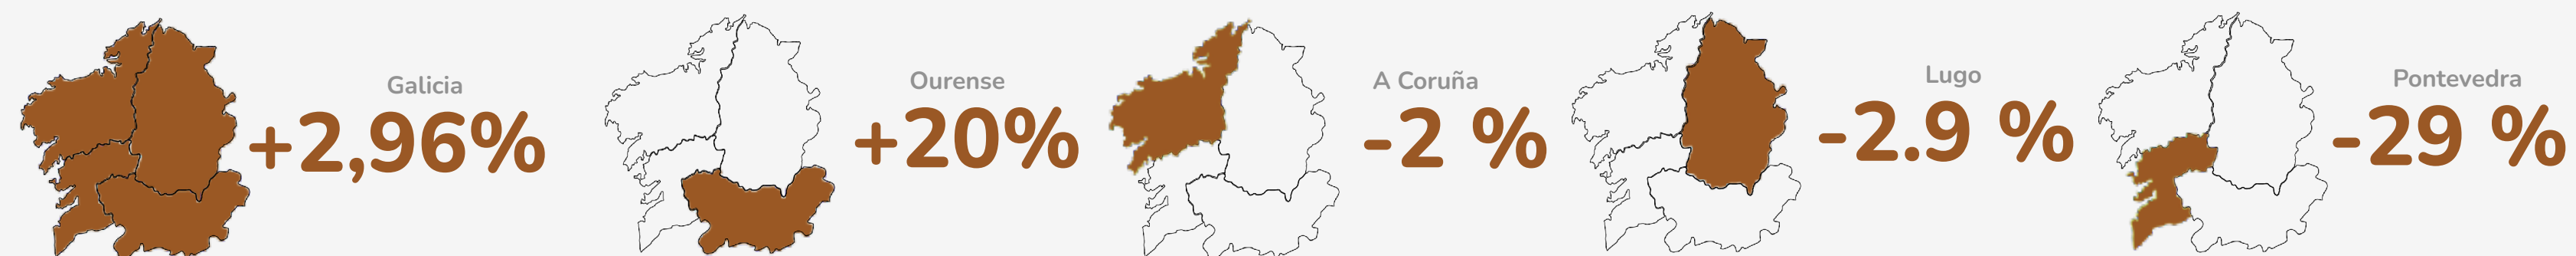 Galicia
+2,96%
Ourense
+20%
A Coruña
-2 %
Lugo
-2.9 %
Pontevedra
-29 %